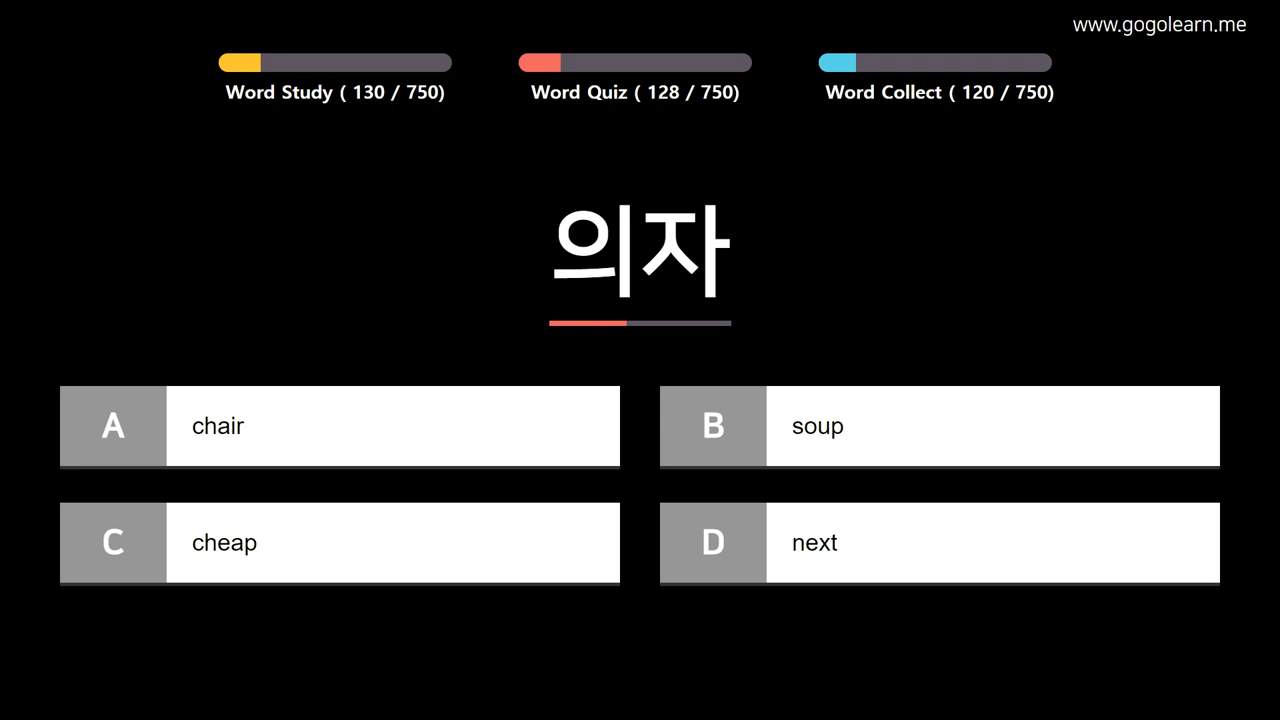 www.gogolearn.me
Word Study ( 130 / 750)
Word Quiz ( 128 / 750)
Word Collect ( 120 / 750)
의자
A chair
B soup
C cheap
D next